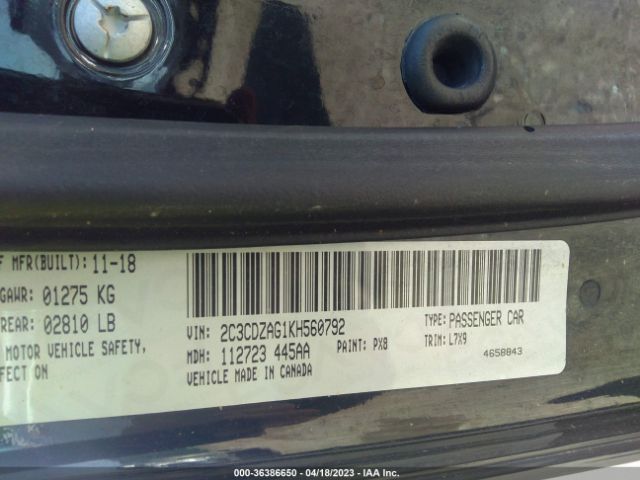 F MFR(BUILT): 11-18
GAWR: 01275 KG
REAR: 02810 LB
MOTOR VEHICLE SAFETY,
FECT ON
VIN: 2C3CDZAG1KH560792
TYPE: PASSENGER CAR
MDH: 112723 445AA
PAINT: PX8
TRIM: L7X9
VEHICLE MADE IN CANADA
4658843
000-36386650 - 04/18/2023 - IAA Inc.